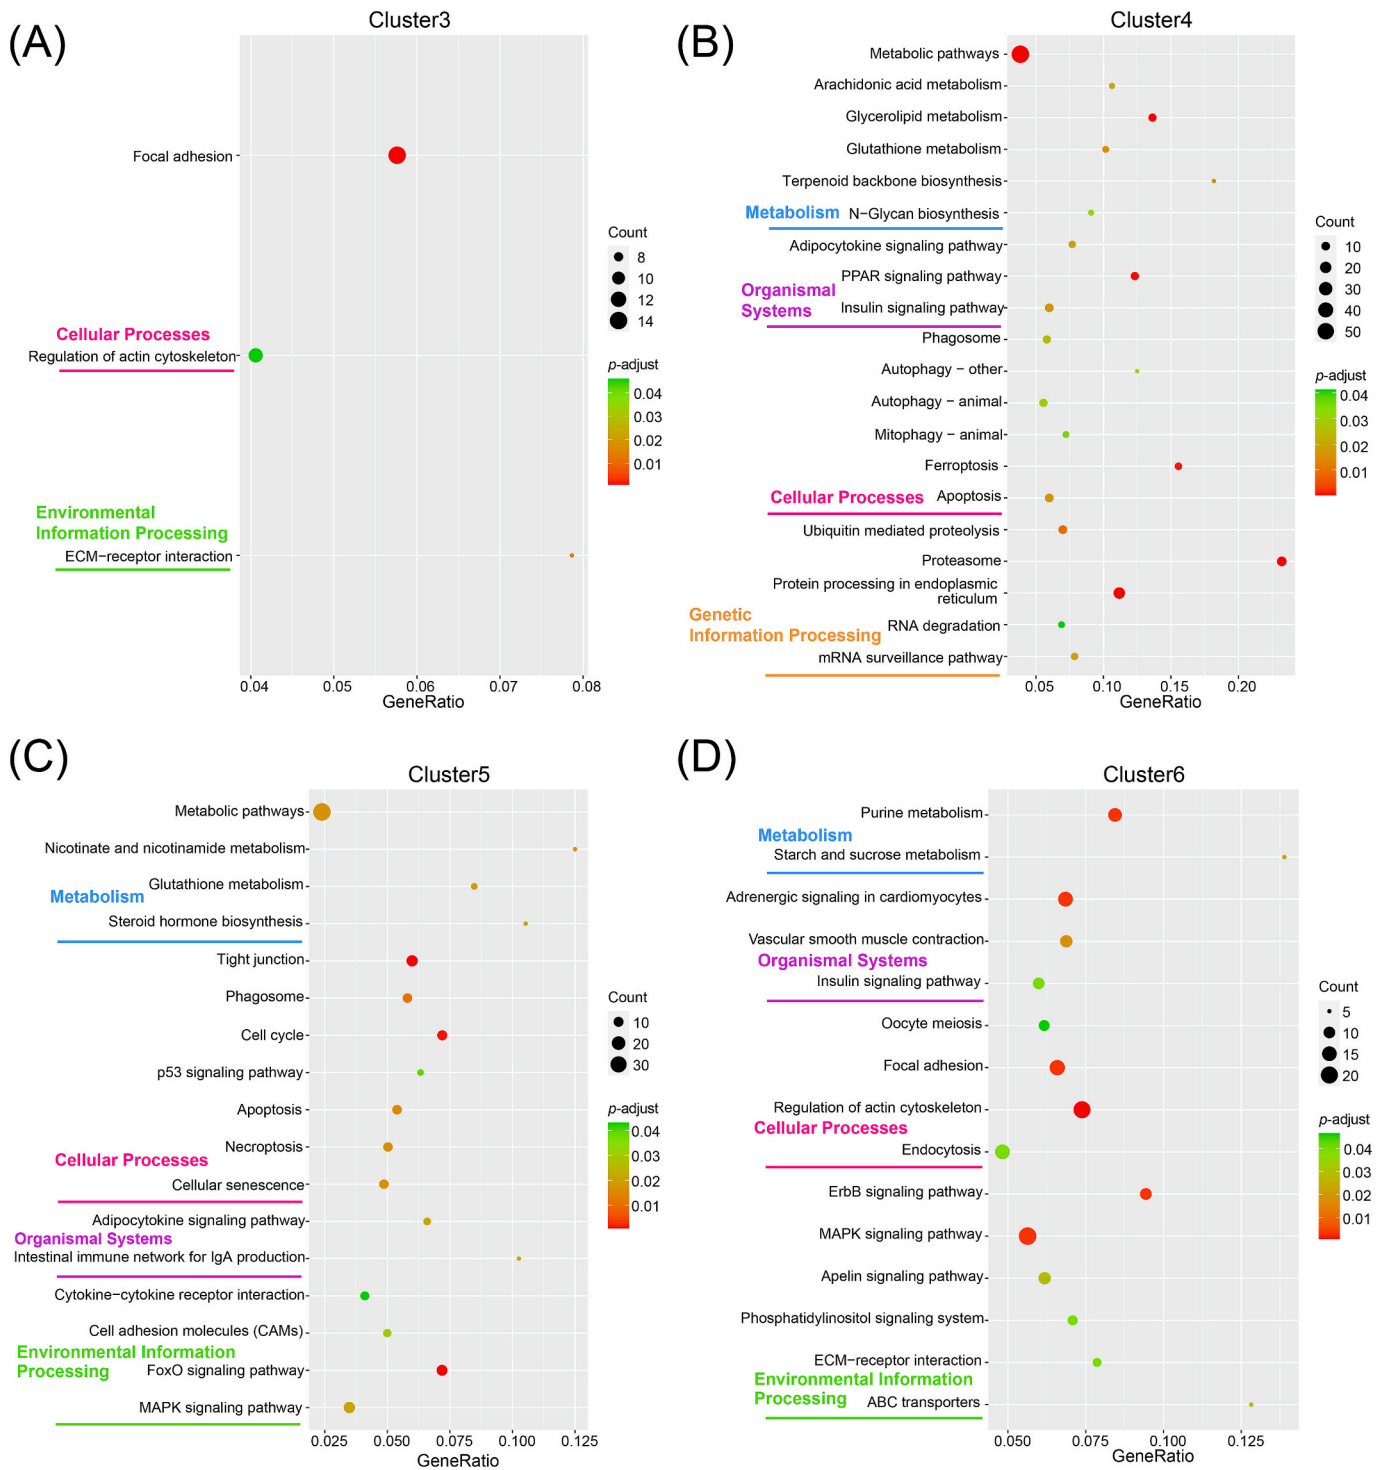 (A)
Cluster3
Focal adhesion
Cellular Processes
Regulation of actin cytoskeleton
Environmental
Information Processing
ECM−receptor interaction
0.04 0.05 0.06 0.07 0.08
GeneRatio
Count
8
10
12
14
p-adjust
0.04
0.03
0.02
0.01
(B)
Cluster4
Metabolic pathways
Arachidonic acid metabolism
Glycerolipid metabolism
Glutathione metabolism
Terpenoid backbone biosynthesis
Metabolism N−Glycan biosynthesis
Adipocytokine signaling pathway
PPAR signaling pathway
Organismal
Systems
Insulin signaling pathway
Phagosome
Autophagy − other
Autophagy − animal
Mitophagy − animal
Ferroptosis
Cellular Processes Apoptosis
Ubiquitin mediated proteolysis
Proteasome
Protein processing in endoplasmic
reticulum
Genetic
Information Processing
RNA degradation
mRNA surveillance pathway
0.05 0.10 0.15 0.20
GeneRatio
Count
10
20
30
40
50
p-adjust
0.04
0.03
0.02
0.01
(C)
Cluster5
Metabolic pathways
Nicotinate and nicotinamide metabolism
Glutathione metabolism
Metabolism
Steroid hormone biosynthesis
Tight junction
Phagosome
Cell cycle
p53 signaling pathway
Apoptosis
Necroptosis
Cellular Processes
Cellular senescence
Adipocytokine signaling pathway
Organismal Systems
Intestinal immune network for IgA production
Cytokine−cytokine receptor interaction
Cell adhesion molecules (CAMs)
Environmental Information
Processing
FoxO signaling pathway
MAPK signaling pathway
0.025 0.050 0.075 0.100 0.125
GeneRatio
Count
10
20
30
p-adjust
0.04
0.03
0.02
0.01
(D)
Cluster6
Purine metabolism
Metabolism
Starch and sucrose metabolism
Adrenergic signaling in cardiomyocytes
Vascular smooth muscle contraction
Organismal Systems
Insulin signaling pathway
Oocyte meiosis
Focal adhesion
Regulation of actin cytoskeleton
Cellular Processes
Endocytosis
ErbB signaling pathway
MAPK signaling pathway
Apelin signaling pathway
Phosphatidylinositol signaling system
ECM−receptor interaction
Environmental Information
Processing
ABC transporters
0.050 0.075 0.100 0.125
GeneRatio
Count
5
10
15
20
p-adjust
0.04
0.03
0.02
0.01